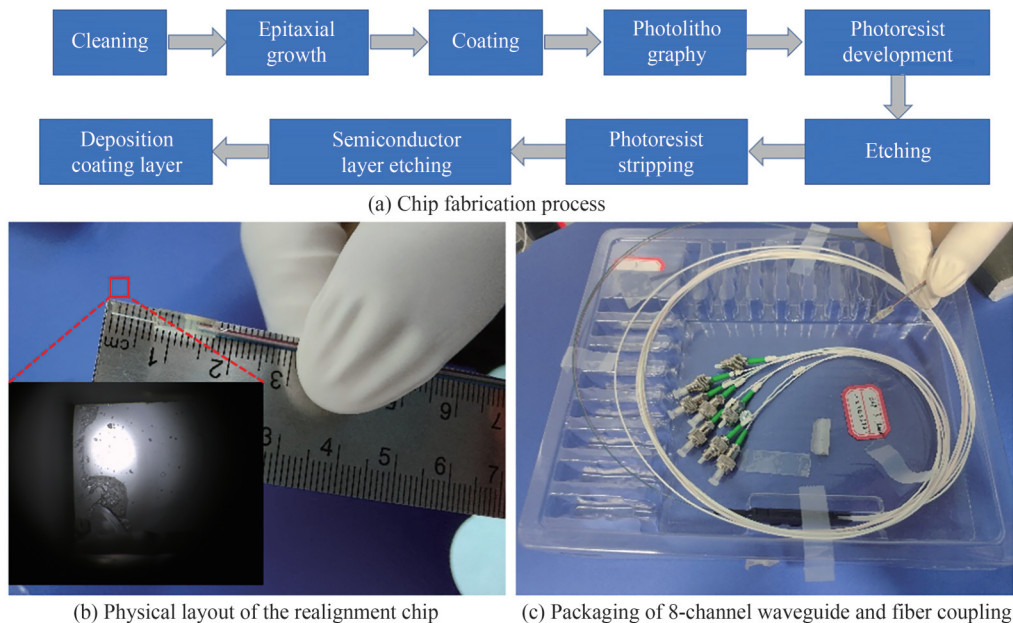 Cleaning
Epitaxial
growth
Coating
Photolitho
graphy
Photoresist
development
Deposition
coating layer
Semiconductor
layer etching
Photoresist
stripping
Etching
(a) Chip fabrication process
cm 1 2 3
5 6 7
3 4 5 6 7
(b) Physical layout of the realignment chip
(c) Packaging of 8-channel waveguide and fiber coupling